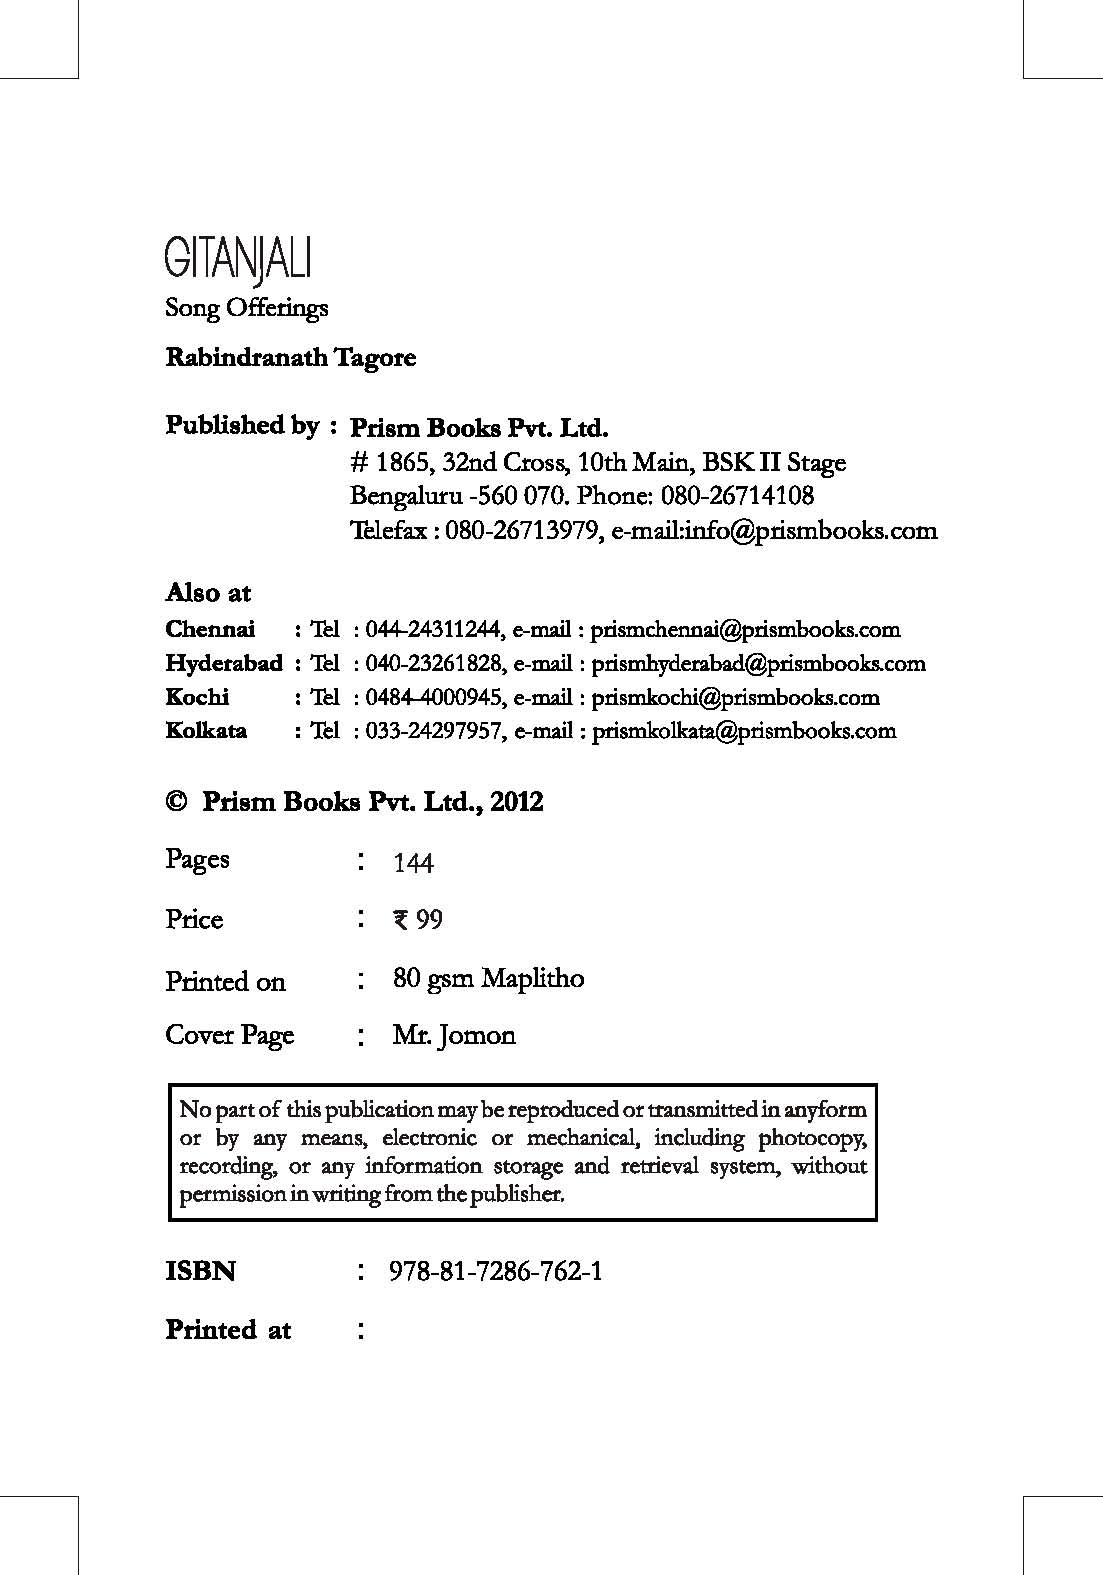 GITANJALI
Song Offerings
Rabindranath Tagore
Published by : Prism Books Pvt. Ltd.
# 1865, 32nd Cross, 10th Main, BSK II Stage
Bengaluru -560 070. Phone: 080-26714108
Telefax : 080-26713979, e-mail:info@prismbooks.com
Also at
Chennai : Tel : 044-24311244, e-mail : prismchennai@prismbooks.com
Hyderabad : Tel : 040-23261828, e-mail : prismhyderabad@prismbooks.com
Kochi : Tel : 0484-4000945, e-mail : prismkochi@prismbooks.com
Kolkata : Tel : 033-24297957, e-mail : prismkolkata@prismbooks.com
© Prism Books Pvt. Ltd., 2012
Pages : 144
Price : ₹ 99
Printed on : 80 gsm Maplitho
Cover Page : Mr. Jomon
No part of this publication may be reproduced or transmitted in anyform
or by any means, electronic or mechanical, including photocopy,
recording, or any information storage and retrieval system, without
permission in writing from the publisher.
ISBN : 978-81-7286-762-1
Printed at :